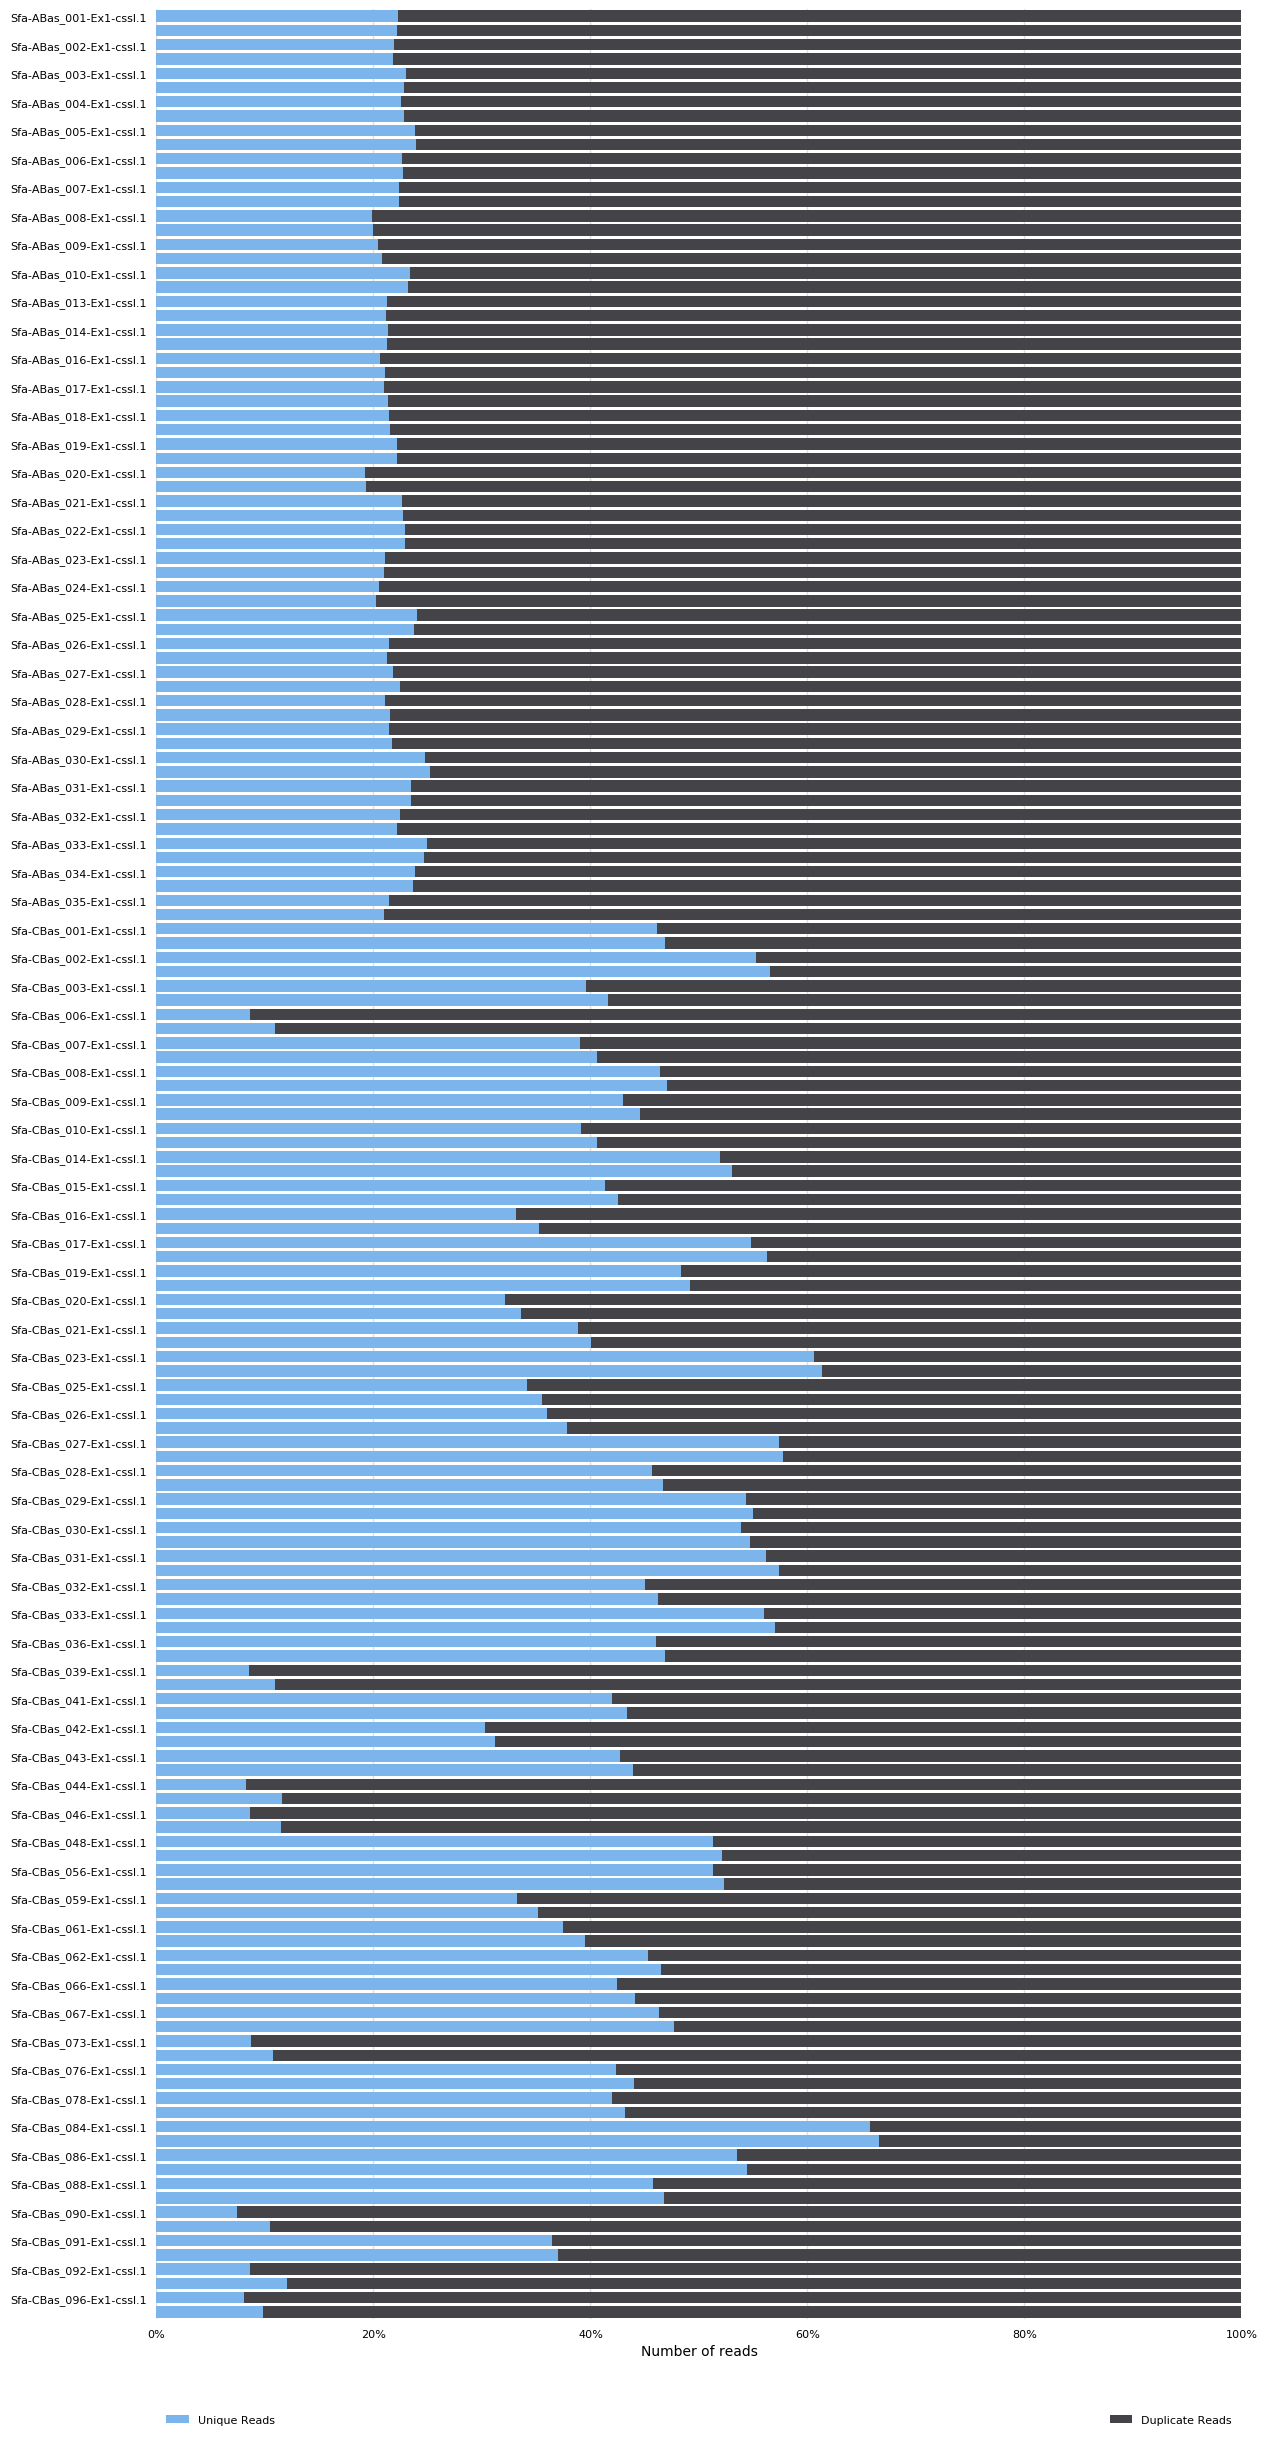 Sfa-ABas_001-Ex1-cssl.1
Sfa-ABas_002-Ex1-cssl.1
Sfa-ABas_003-Ex1-cssl.1
Sfa-ABas_004-Ex1-cssl.1
Sfa-ABas_005-Ex1-cssl.1
Sfa-ABas_006-Ex1-cssl.1
Sfa-ABas_007-Ex1-cssl.1
Sfa-ABas_008-Ex1-cssl.1
Sfa-ABas_009-Ex1-cssl.1
Sfa-ABas_010-Ex1-cssl.1
Sfa-ABas_013-Ex1-cssl.1
Sfa-ABas_014-Ex1-cssl.1
Sfa-ABas_016-Ex1-cssl.1
Sfa-ABas_017-Ex1-cssl.1
Sfa-ABas_018-Ex1-cssl.1
Sfa-ABas_019-Ex1-cssl.1
Sfa-ABas_020-Ex1-cssl.1
Sfa-ABas_021-Ex1-cssl.1
Sfa-ABas_022-Ex1-cssl.1
Sfa-ABas_023-Ex1-cssl.1
Sfa-ABas_024-Ex1-cssl.1
Sfa-ABas_025-Ex1-cssl.1
Sfa-ABas_026-Ex1-cssl.1
Sfa-ABas_027-Ex1-cssl.1
Sfa-ABas_028-Ex1-cssl.1
Sfa-ABas_029-Ex1-cssl.1
Sfa-ABas_030-Ex1-cssl.1
Sfa-ABas_031-Ex1-cssl.1
Sfa-ABas_032-Ex1-cssl.1
Sfa-ABas_033-Ex1-cssl.1
Sfa-ABas_034-Ex1-cssl.1
Sfa-ABas_035-Ex1-cssl.1
Sfa-CBas_001-Ex1-cssl.1
Sfa-CBas_002-Ex1-cssl.1
Sfa-CBas_003-Ex1-cssl.1
Sfa-CBas_006-Ex1-cssl.1
Sfa-CBas_007-Ex1-cssl.1
Sfa-CBas_008-Ex1-cssl.1
Sfa-CBas_009-Ex1-cssl.1
Sfa-CBas_010-Ex1-cssl.1
Sfa-CBas_014-Ex1-cssl.1
Sfa-CBas_015-Ex1-cssl.1
Sfa-CBas_016-Ex1-cssl.1
Sfa-CBas_017-Ex1-cssl.1
Sfa-CBas_019-Ex1-cssl.1
Sfa-CBas_020-Ex1-cssl.1
Sfa-CBas_021-Ex1-cssl.1
Sfa-CBas_023-Ex1-cssl.1
Sfa-CBas_025-Ex1-cssl.1
Sfa-CBas_026-Ex1-cssl.1
Sfa-CBas_027-Ex1-cssl.1
Sfa-CBas_028-Ex1-cssl.1
Sfa-CBas_029-Ex1-cssl.1
Sfa-CBas_030-Ex1-cssl.1
Sfa-CBas_031-Ex1-cssl.1
Sfa-CBas_032-Ex1-cssl.1
Sfa-CBas_033-Ex1-cssl.1
Sfa-CBas_036-Ex1-cssl.1
Sfa-CBas_039-Ex1-cssl.1
Sfa-CBas_041-Ex1-cssl.1
Sfa-CBas_042-Ex1-cssl.1
Sfa-CBas_043-Ex1-cssl.1
Sfa-CBas_044-Ex1-cssl.1
Sfa-CBas_046-Ex1-cssl.1
Sfa-CBas_048-Ex1-cssl.1
Sfa-CBas_056-Ex1-cssl.1
Sfa-CBas_059-Ex1-cssl.1
Sfa-CBas_061-Ex1-cssl.1
Sfa-CBas_062-Ex1-cssl.1
Sfa-CBas_066-Ex1-cssl.1
Sfa-CBas_067-Ex1-cssl.1
Sfa-CBas_073-Ex1-cssl.1
Sfa-CBas_076-Ex1-cssl.1
Sfa-CBas_078-Ex1-cssl.1
Sfa-CBas_084-Ex1-cssl.1
Sfa-CBas_086-Ex1-cssl.1
Sfa-CBas_088-Ex1-cssl.1
Sfa-CBas_090-Ex1-cssl.1
Sfa-CBas_091-Ex1-cssl.1
Sfa-CBas_092-Ex1-cssl.1
Sfa-CBas_096-Ex1-cssl.1
0% 20% 40% 60% 80% 100%
Number of reads
Unique Reads Duplicate Reads